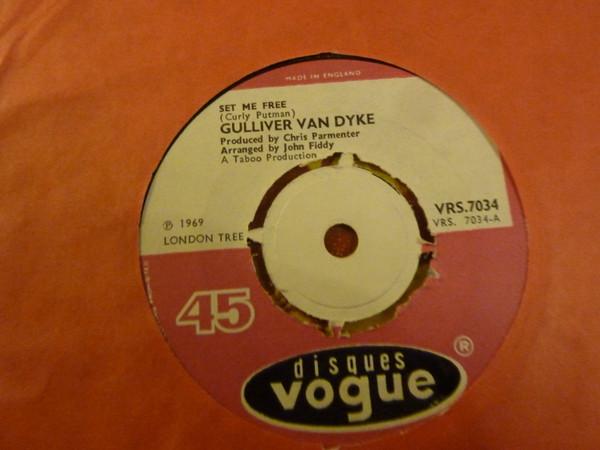 MADE IN ENGLAND
SET ME FREE
(Curly Putman)
GULLIVER VAN DYKE
Produced by Chris Parmenter
Arranged by John Fiddy
A Taboo Production
VRS.7034
VRS. 7034-A
℗ 1969
LONDON TREE
45
disques
vogue
®